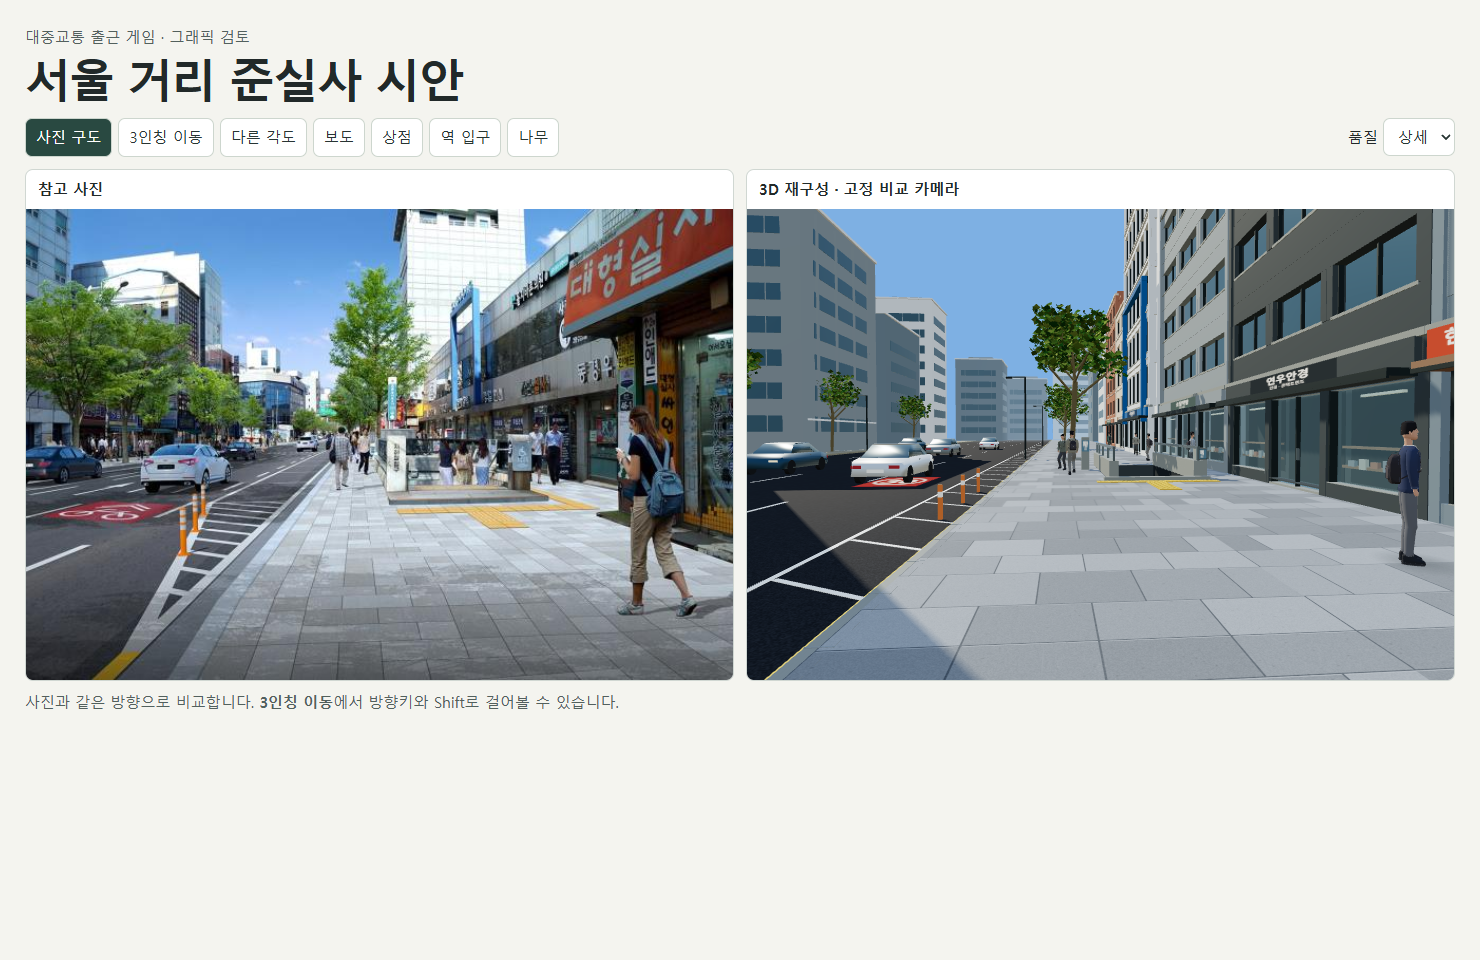 대중교통 출근 게임 · 그래픽 검토
서울 거리 준실사 시안
사진 구도
3인칭 이동
다른 각도
보도
상점
역 입구
나무
품질
상세
참고 사진
3D 재구성 · 고정 비교 카메라
대형실사
연우안경
사진과 같은 방향으로 비교합니다. 3인칭 이동에서 방향키와 Shift로 걸어볼 수 있습니다.